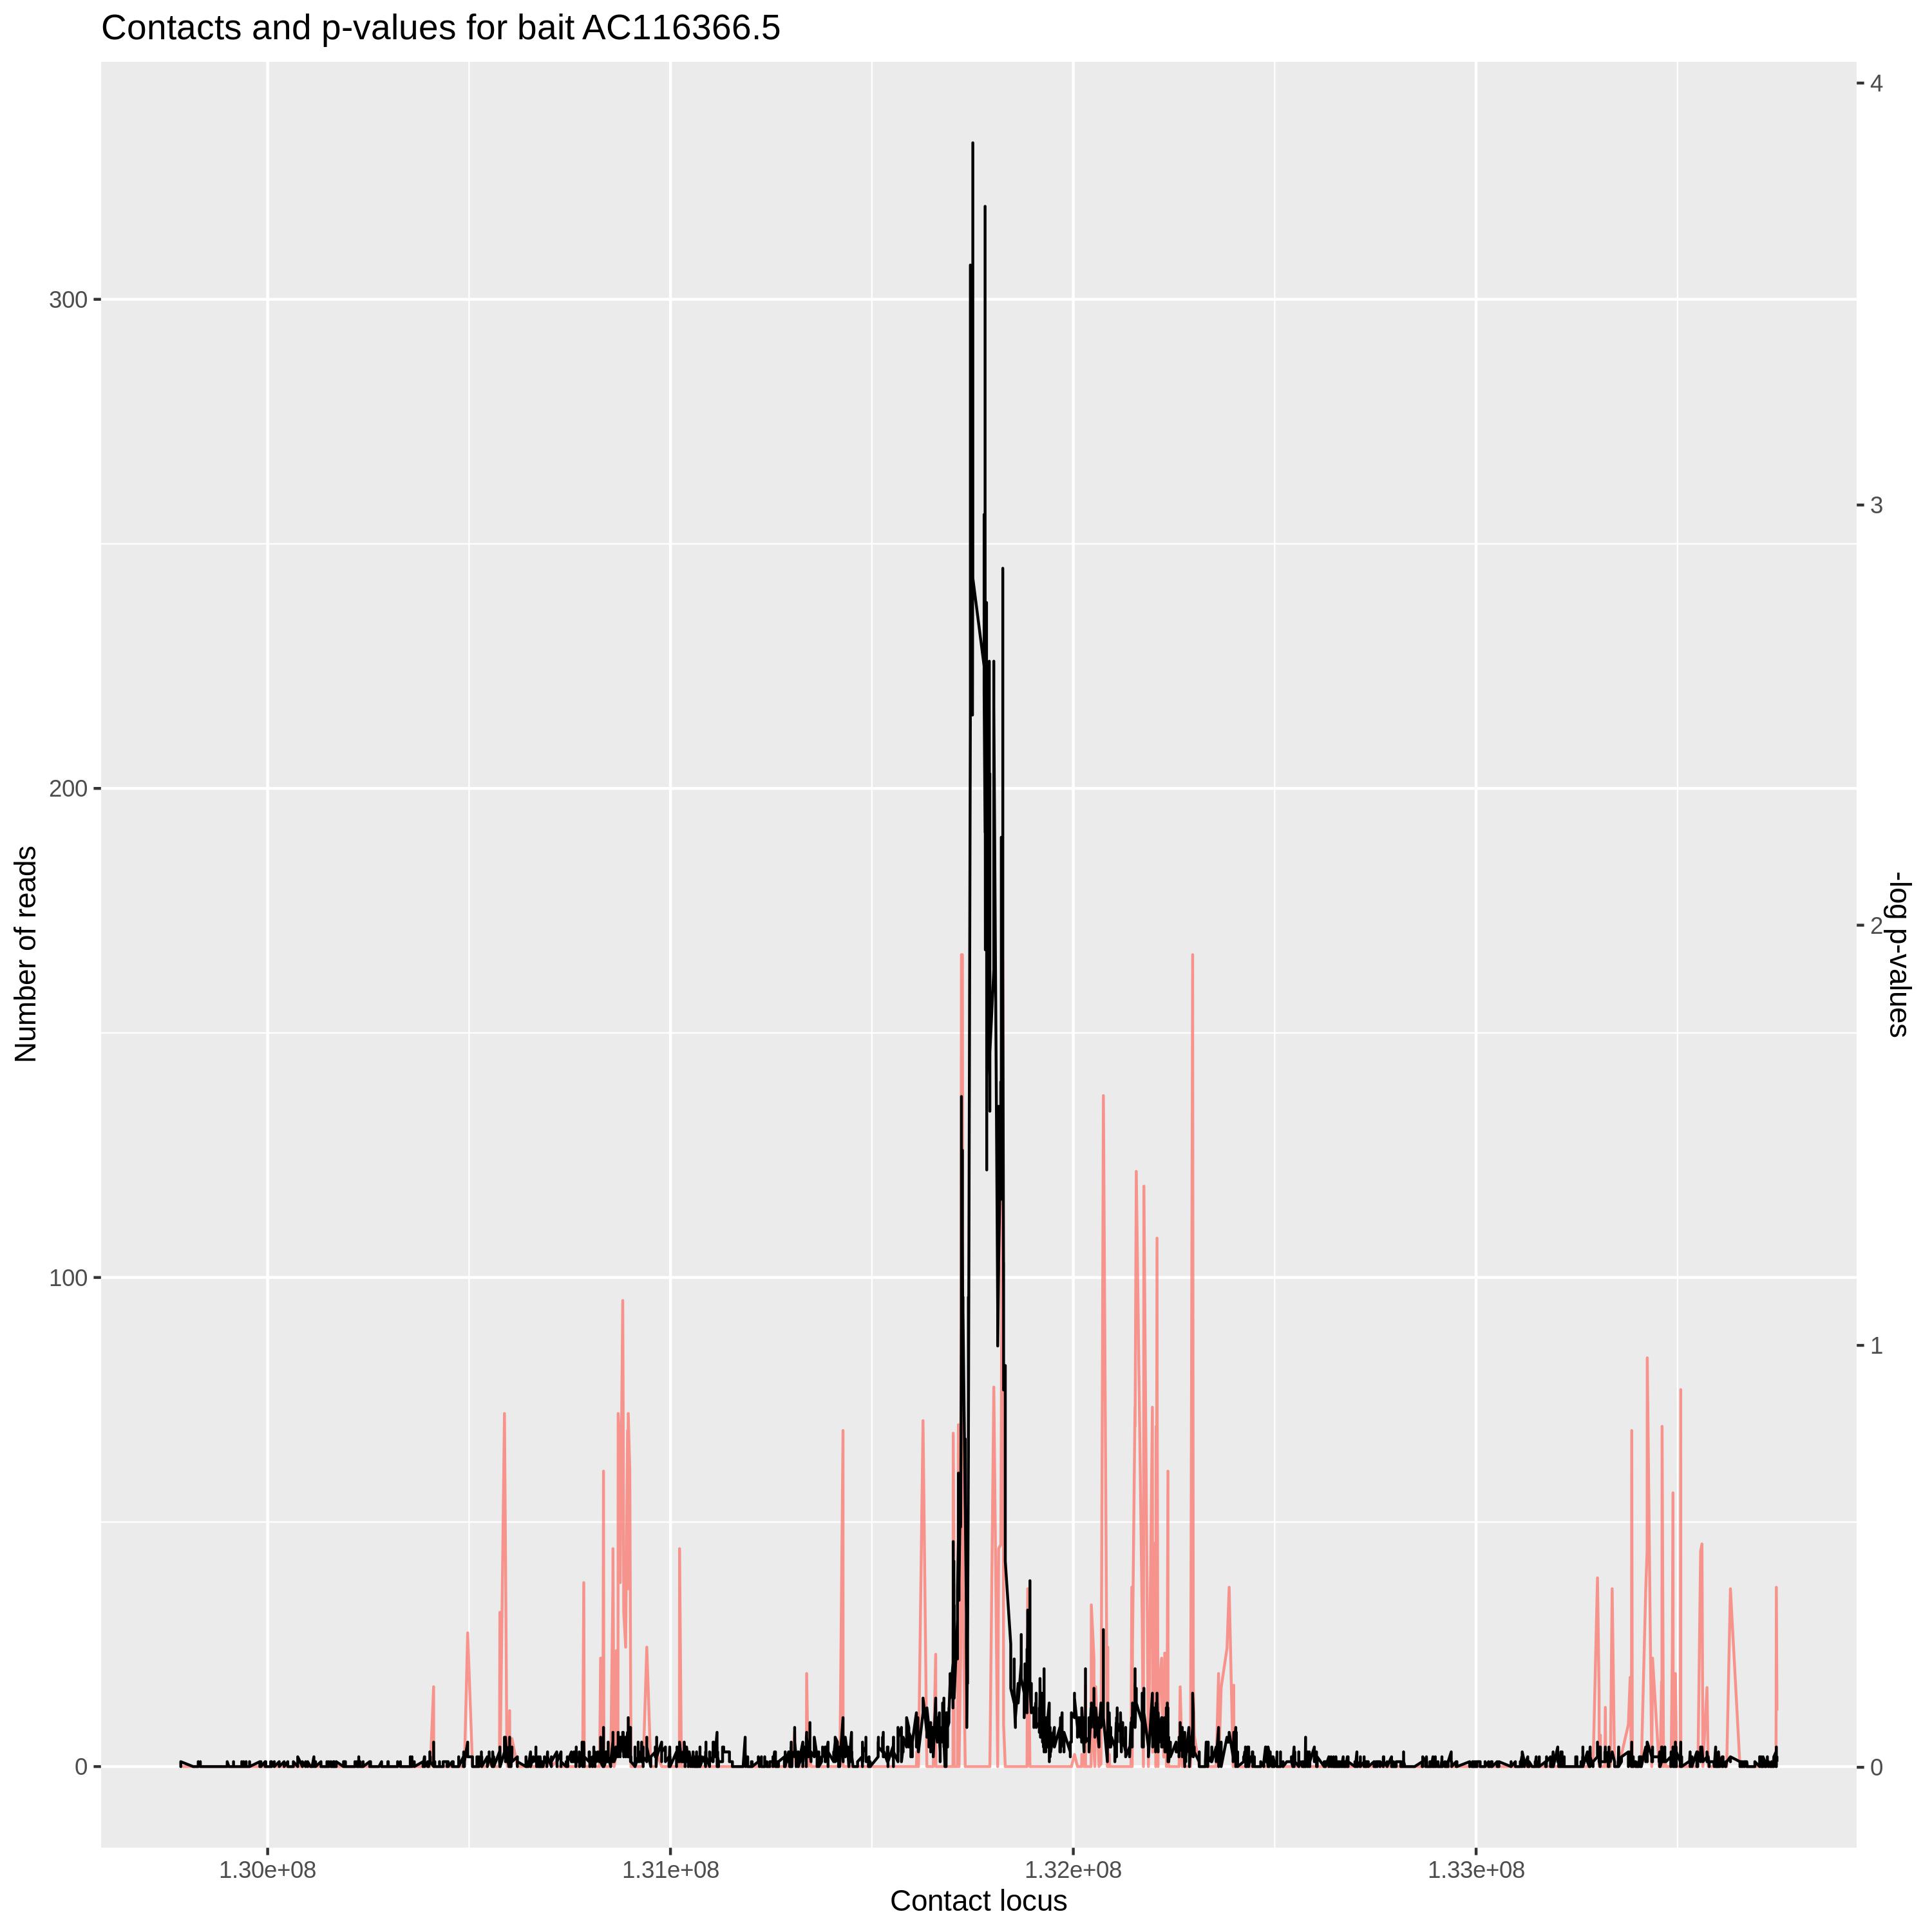 Contacts and p-values for bait AC116366.5
Number of reads
300
200
100
0
4
3
2
1
0
-log p-values
1.30e+08 1.31e+08 1.32e+08 1.33e+08
Contact locus